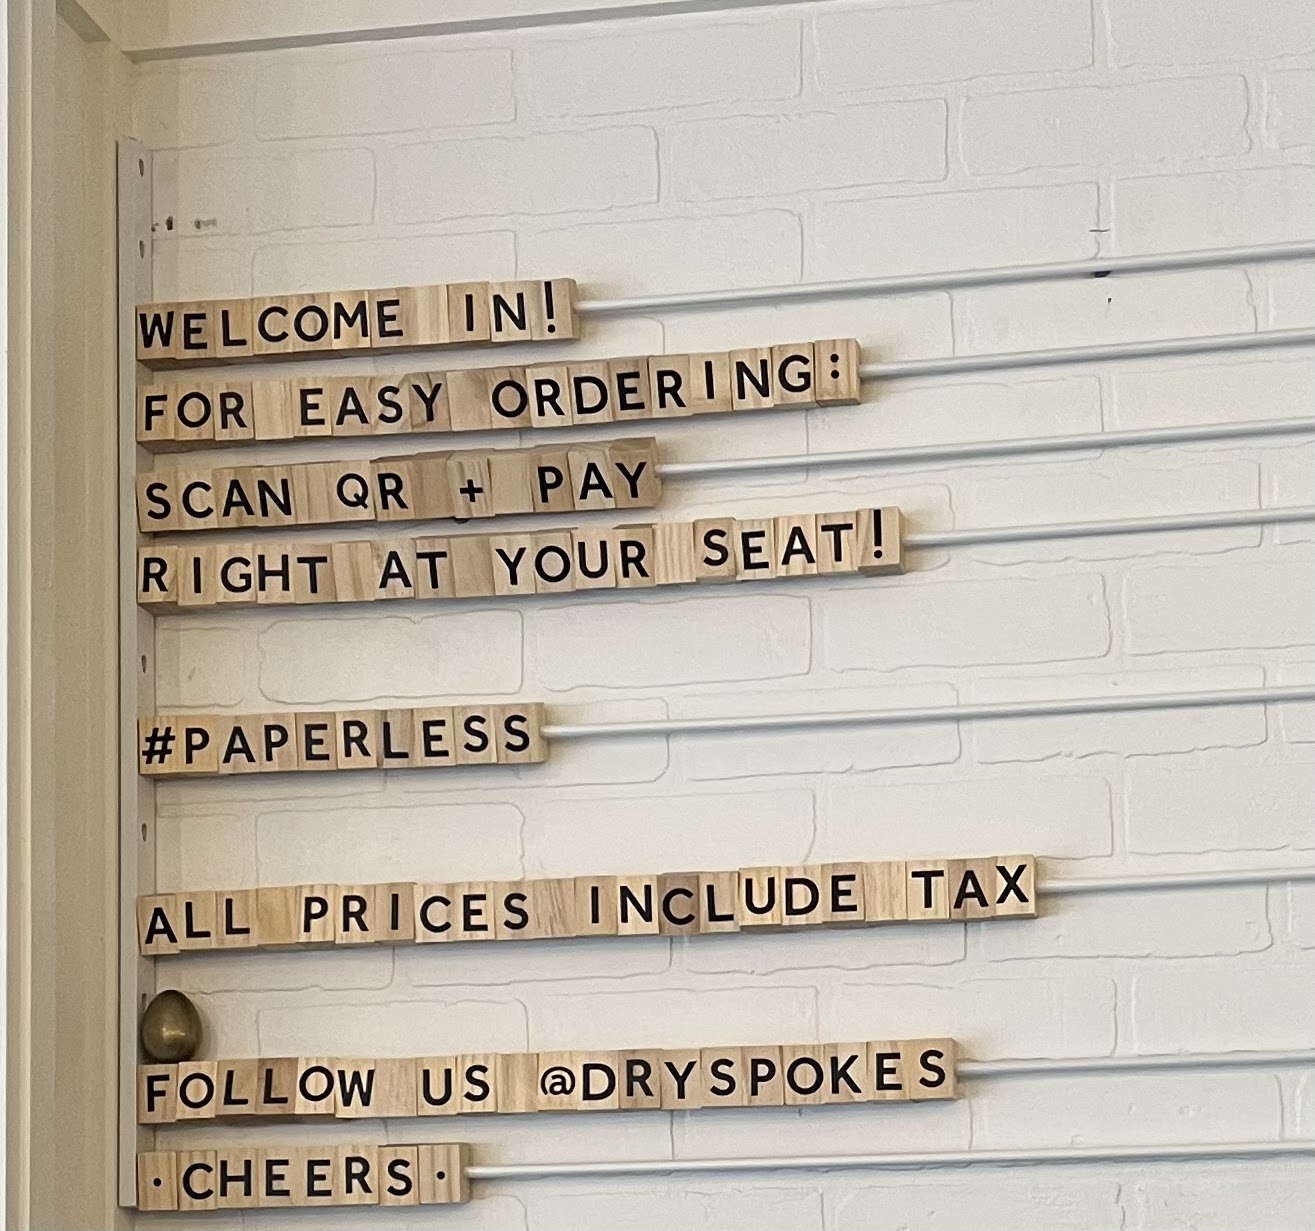 WELCOME IN!
FOR EASY ORDERING:
SCAN QR + PAY
RIGHT AT YOUR SEAT!
#PAPERLESS
ALL PRICES INCLUDE TAX
FOLLOW US @DRYSPOKES
·CHEERS·